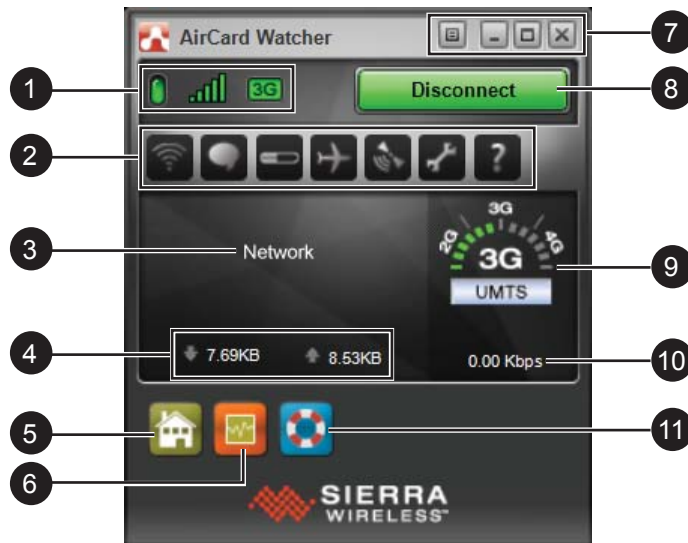 AirCard Watcher
7
1
3G
Disconnect
8
2
?
3
Network
2G
3G
4G
3G
UMTS
9
4
7.69KB
8.53KB
0.00 Kbps
10
5
11
6
SIERRA
WIRELESS™